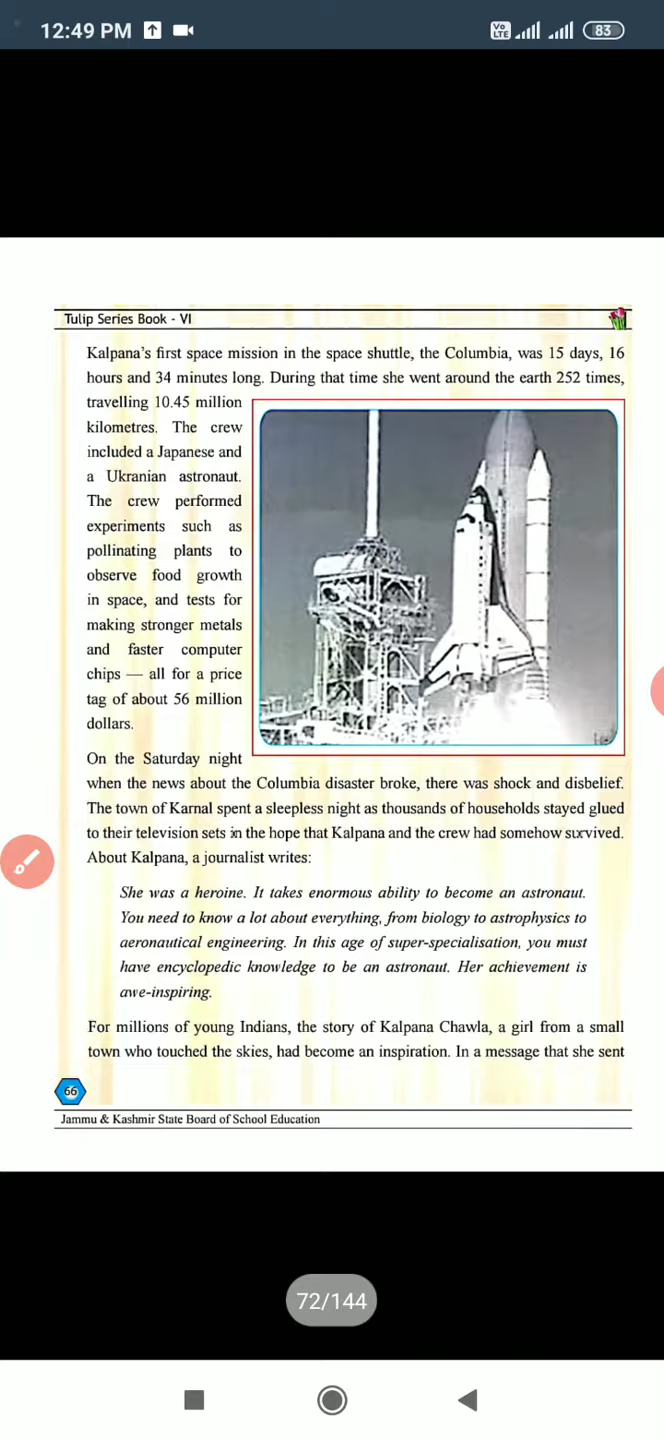 12:49 PM
Vo LTE
83
Tulip Series Book - VI
Kalpana's first space mission in the space shuttle, the Columbia, was 15 days, 16
hours and 34 minutes long. During that time she went around the earth 252 times,
travelling 10.45 million
kilometres. The crew
included a Japanese and
a Ukranian astronaut.
The crew performed
experiments such as
pollinating plants to
observe food growth
in space, and tests for
making stronger metals
and faster computer
chips — all for a price
tag of about 56 million
dollars.
On the Saturday night
when the news about the Columbia disaster broke, there was shock and disbelief.
The town of Karnal spent a sleepless night as thousands of households stayed glued
to their television sets in the hope that Kalpana and the crew had somehow survived.
About Kalpana, a journalist writes:
She was a heroine. It takes enormous ability to become an astronaut.
You need to know a lot about everything, from biology to astrophysics to
aeronautical engineering. In this age of super-specialisation, you must
have encyclopedic knowledge to be an astronaut. Her achievement is
awe-inspiring.
For millions of young Indians, the story of Kalpana Chawla, a girl from a small
town who touched the skies, had become an inspiration. In a message that she sent
66
Jammu & Kashmir State Board of School Education
72/144